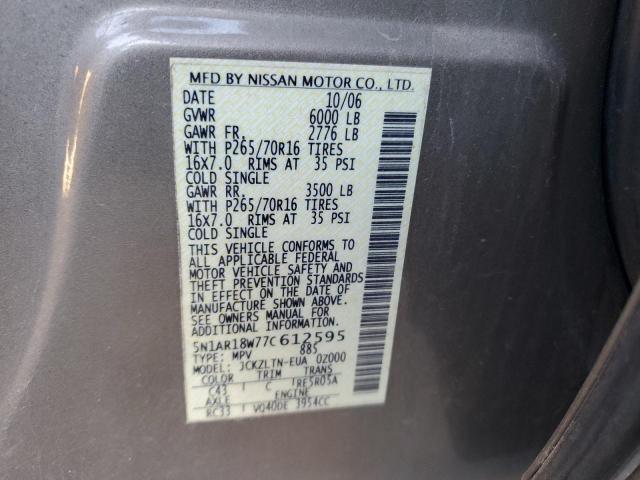 MFD BY NISSAN MOTOR CO., LTD.
DATE 10/06
GVWR 6000 LB
GAWR FR. 2776 LB
WITH P265/70R16 TIRES
16X7.0 RIMS AT 35 PSI
COLD SINGLE
GAWR RR. 3500 LB
WITH P265/70R16 TIRES
16X7.0 RIMS AT 35 PSI
COLD SINGLE
THIS VEHICLE CONFORMS TO
ALL APPLICABLE FEDERAL
MOTOR VEHICLE SAFETY AND
THEFT PREVENTION STANDARDS
IN EFFECT ON THE DATE OF
MANUFACTURE SHOWN ABOVE.
SEE OWNERS MANUAL FOR
ADDITIONAL INFORMATION.
5N1AR18W77C612595
TYPE: MPV 885
MODEL: JCKZLTN-EUA 02000
COLOR TRIM TRANS
C43 C RE5R05A
AXLE ENGINE
RC33 VQ40DE 3954CC